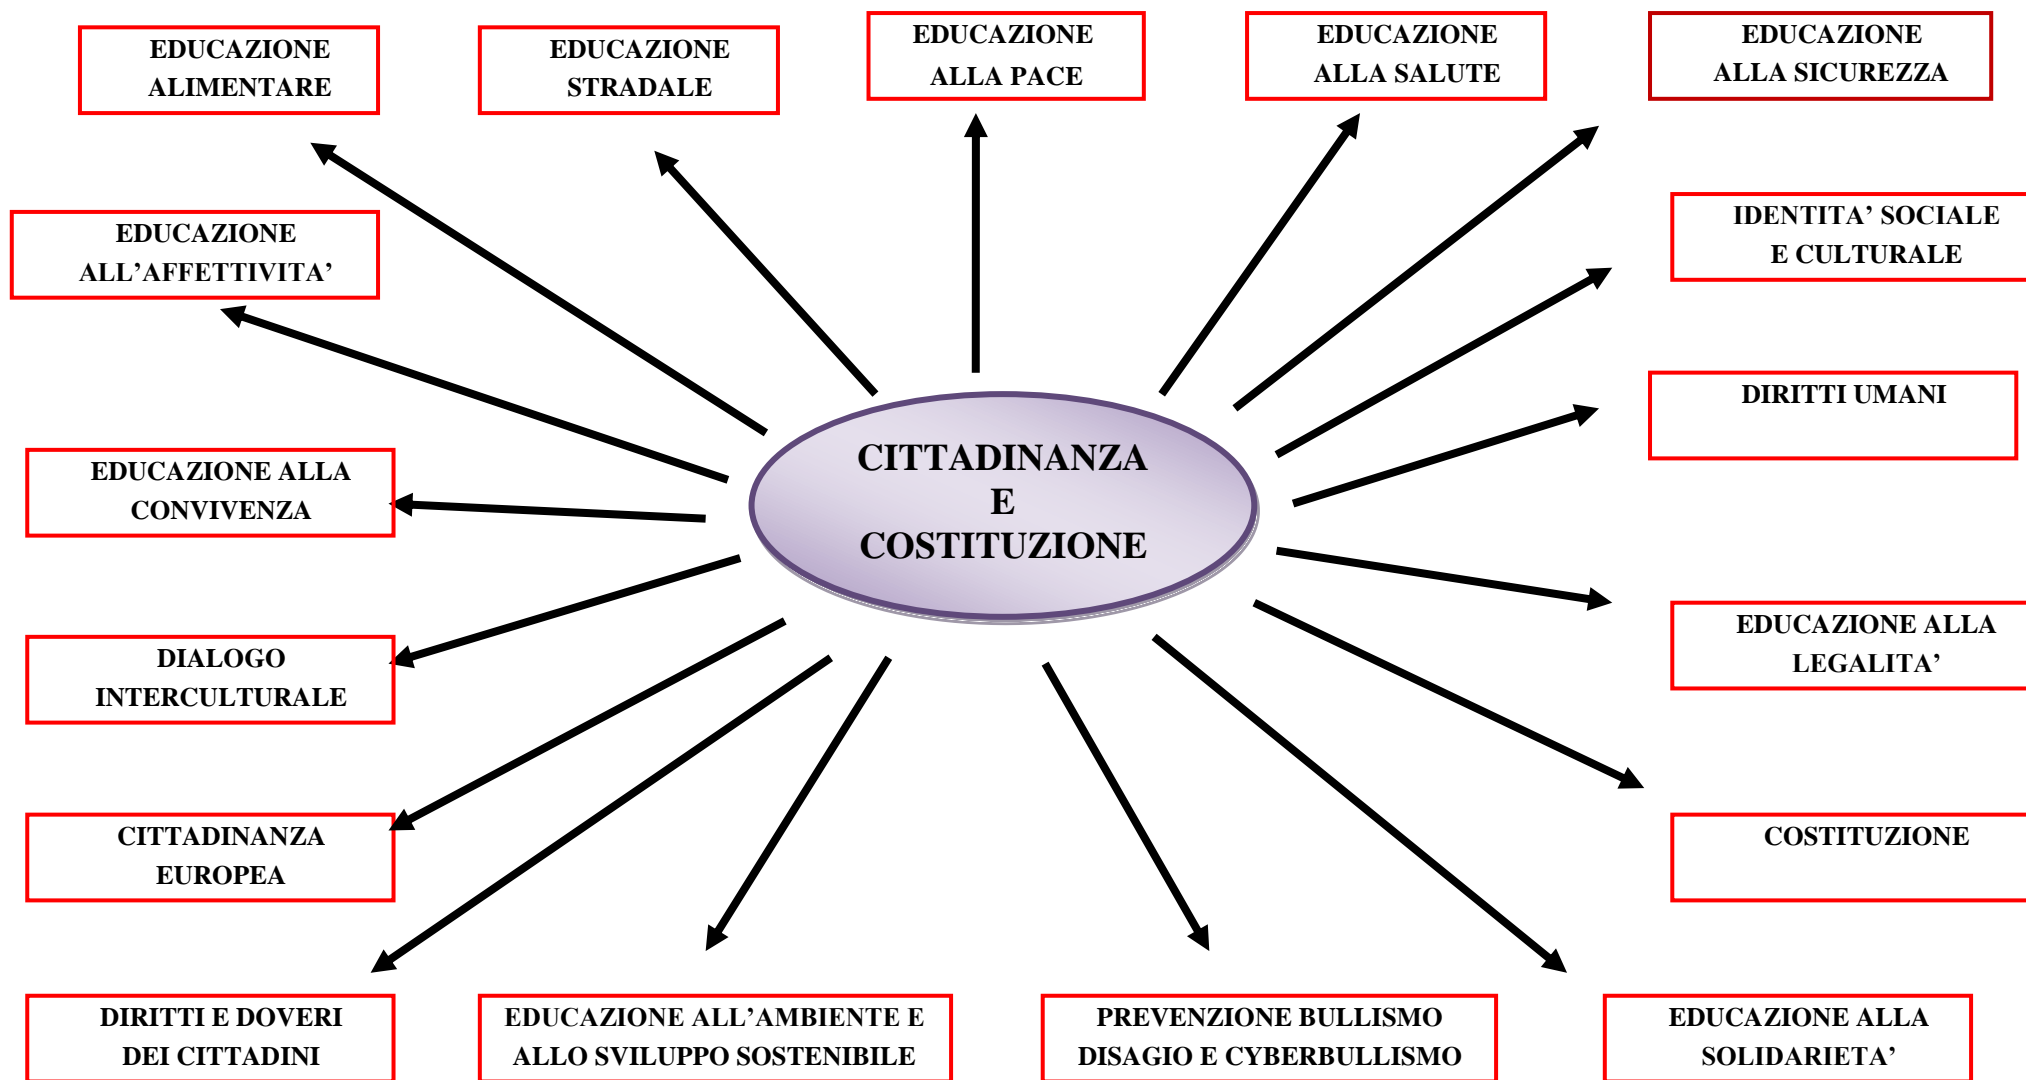 EDUCAZIONE
ALIMENTARE
EDUCAZIONE
STRADALE
EDUCAZIONE
ALLA PACE
EDUCAZIONE
ALLA SALUTE
EDUCAZIONE
ALLA SICUREZZA
EDUCAZIONE
ALL’AFFETTIVITA’
IDENTITA’ SOCIALE
E CULTURALE
DIRITTI UMANI
CITTADINANZA
E
COSTITUZIONE
EDUCAZIONE ALLA
CONVIVENZA
DIALOGO
INTERCULTURALE
EDUCAZIONE ALLA
LEGALITA’
CITTADINANZA
EUROPEA
COSTITUZIONE
DIRITTI E DOVERI
DEI CITTADINI
EDUCAZIONE ALL’AMBIENTE E
ALLO SVILUPPO SOSTENIBILE
PREVENZIONE BULLISMO
DISAGIO E CYBERBULLISMO
EDUCAZIONE ALLA
SOLIDARIETA’